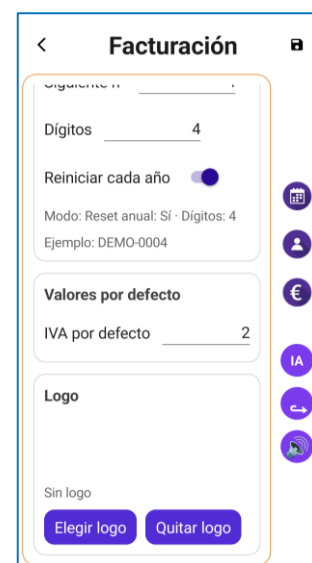 Facturación
Dígitos 4
Reiniciar cada año
Modo: Reset anual: Sí · Dígitos: 4
Ejemplo: DEMO-0004
Valores por defecto
IVA por defecto 2
€
IA
Logo
Sin logo
Elegir logo Quitar logo